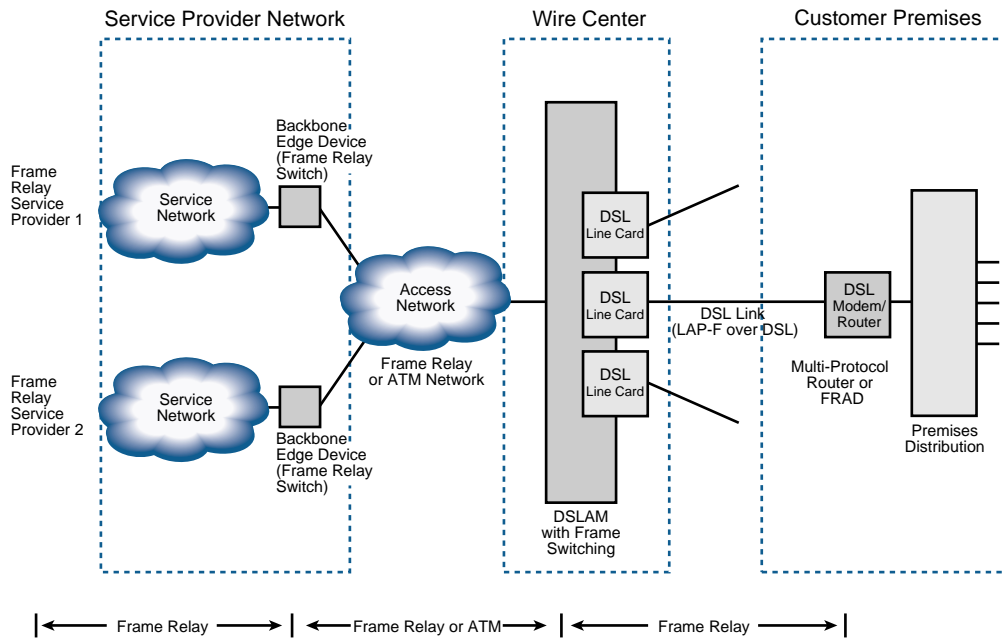 Service Provider Network
Wire Center
Customer Premises
Backbone
Edge Device
(Frame Relay
Switch)
Frame
Relay
Service
Provider 1
Service
Network
DSL
Line Card
Access
Network
DSL
Line Card
DSL Link
(LAP-F over DSL)
DSL
Modem/
Router
Frame Relay
or ATM Network
Multi-Protocol
Router or
FRAD
DSL
Line Card
Frame
Relay
Service
Provider 2
Service
Network
Backbone
Edge Device
(Frame Relay
Switch)
Premises
Distribution
DSLAM
with Frame
Switching
Frame Relay
Frame Relay or ATM
Frame Relay